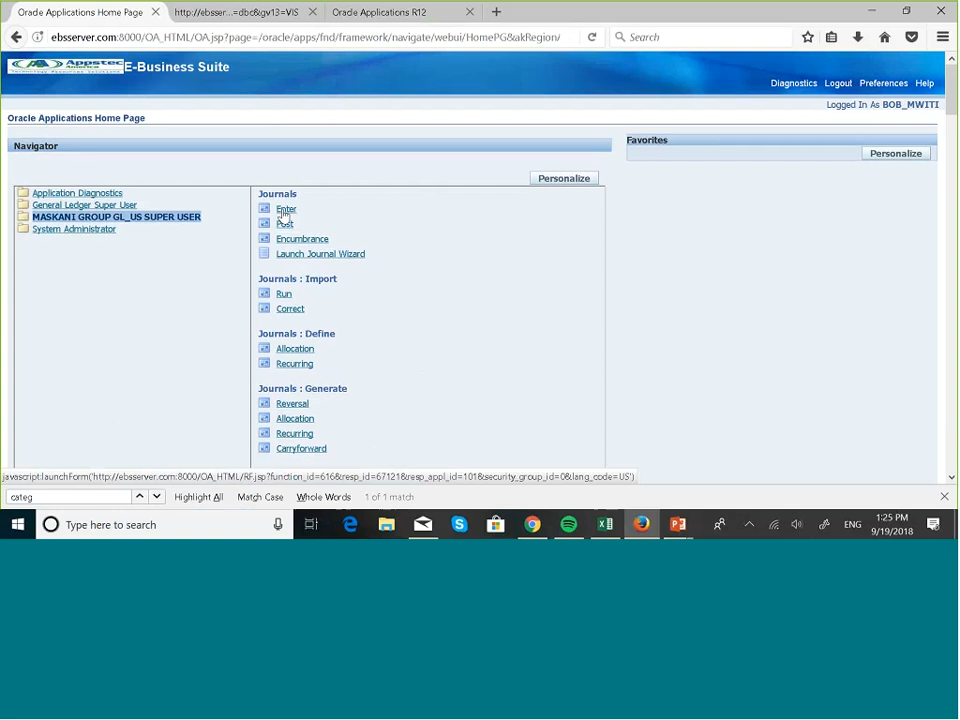 Oracle Applications Home Page
http://ebsser...=dbc&gv13=VIS
Oracle Applications R12
ebsserver.com:8000/OA_HTML/OA.jsp?page=/oracle/apps/fnd/framework/navigate/webui/HomePG&akRegion/
Search
Appstec
America
E-Business Suite
Diagnostics Logout Preferences Help
Logged In As BOB_MWITI
Oracle Applications Home Page
Navigator
Favorites
Personalize
Personalize
Application Diagnostics
General Ledger Super User
MASKANI GROUP GL_US SUPER USER
System Administrator
Journals
Enter
Post
Encumbrance
Launch Journal Wizard
Journals : Import
Run
Correct
Journals : Define
Allocation
Recurring
Journals : Generate
Reversal
Allocation
Recurring
Carryforward
javascript:launchForm('http://ebsserver.com:8000/OA_HTML/RF.jsp?function_id=616&resp_id=67121&resp_appl_id=101&security_group_id=0&lang_code=US')
categ
Highlight All Match Case Whole Words 1 of 1 match
Type here to search
ENG
1:25 PM
9/19/2018